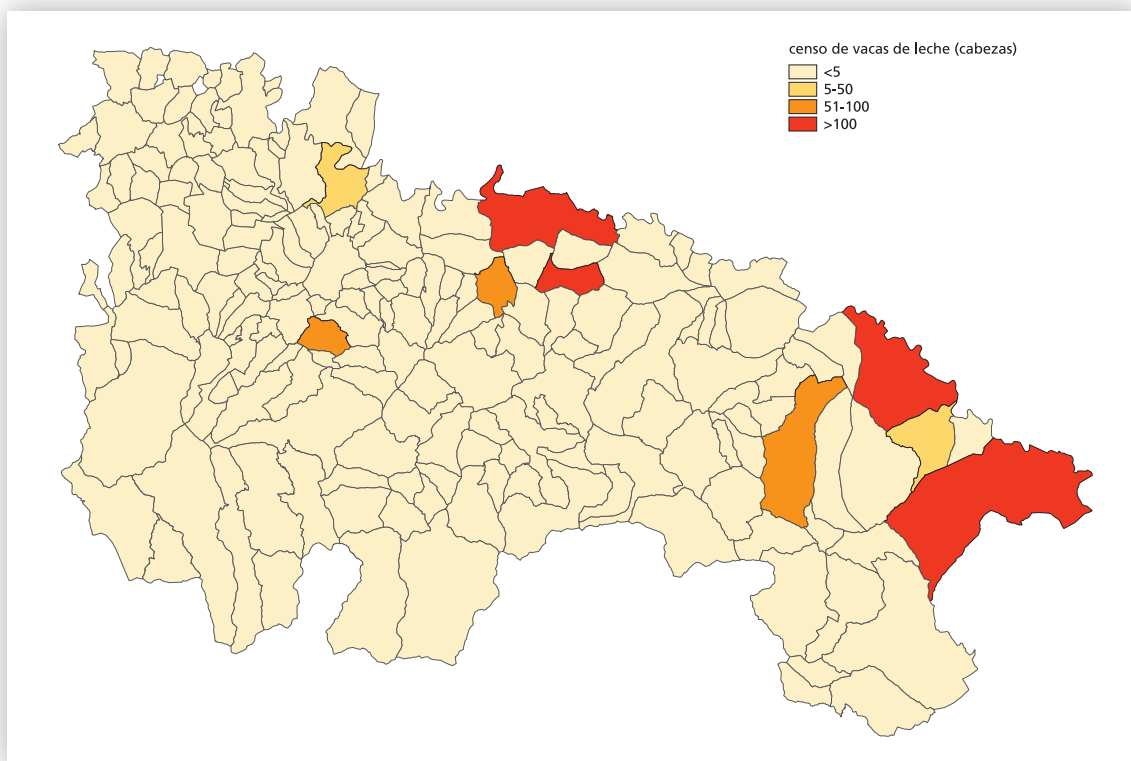 censo de vacas de leche (cabezas)
<5
5-50
51-100
>100